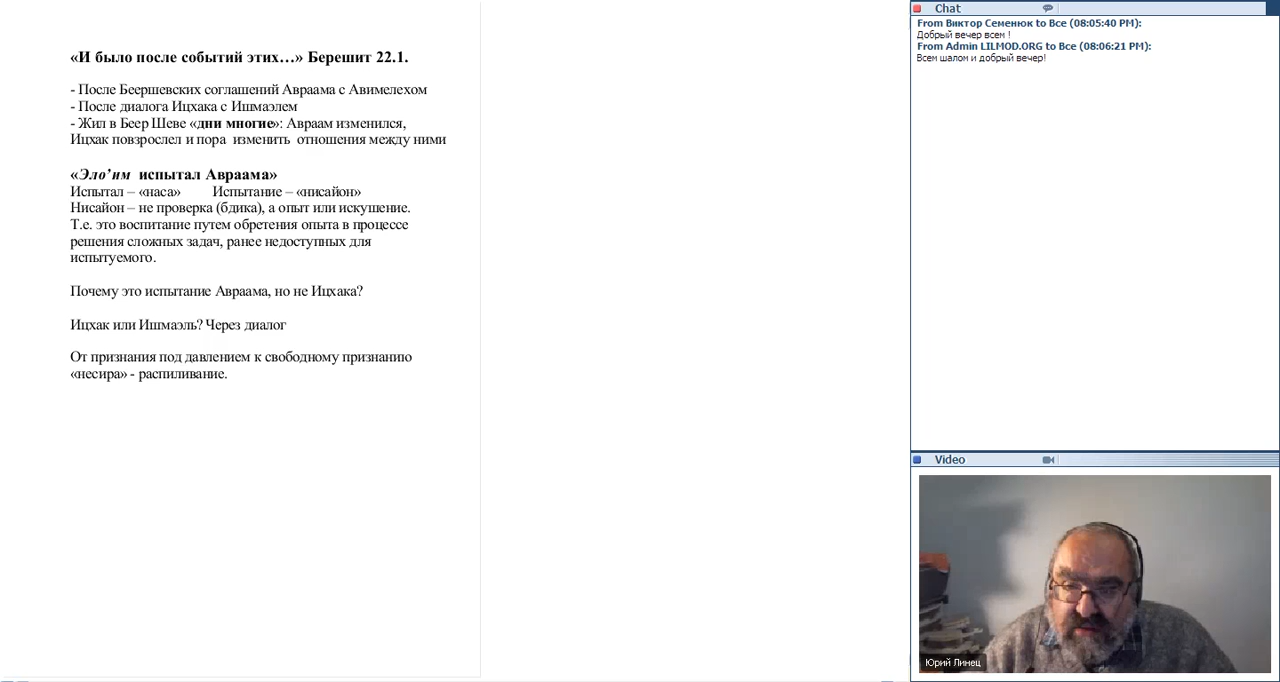 «И было после событий этих…» Берешит 22.1.
- После Беершевских соглашений Авраама с Авимелехом
- После диалога Ицхака с Ишмаэлем
- Жил в Беер Шеве «дни многие»: Авраам изменился,
Ицхак повзрослел и пора изменить отношения между ними
«Эло’им испытал Авраама»
Испытал – «наса» Испытание – «нисайон»
Нисайон – не проверка (бдика), а опыт или искушение.
Т.е. это воспитание путем обретения опыта в процессе
решения сложных задач, ранее недоступных для
испытуемого.
Почему это испытание Авраама, но не Ицхака?
Ицхак или Ишмаэль? Через диалог
От признания под давлением к свободному признанию
«несира» - распиливание.
Chat
From Виктор Семенюк to Все (08:05:40 PM):
Добрый вечер всем !
From Admin LILMOD.ORG to Все (08:06:21 PM):
Всем шалом и добрый вечер!
Video
Юрий Линец